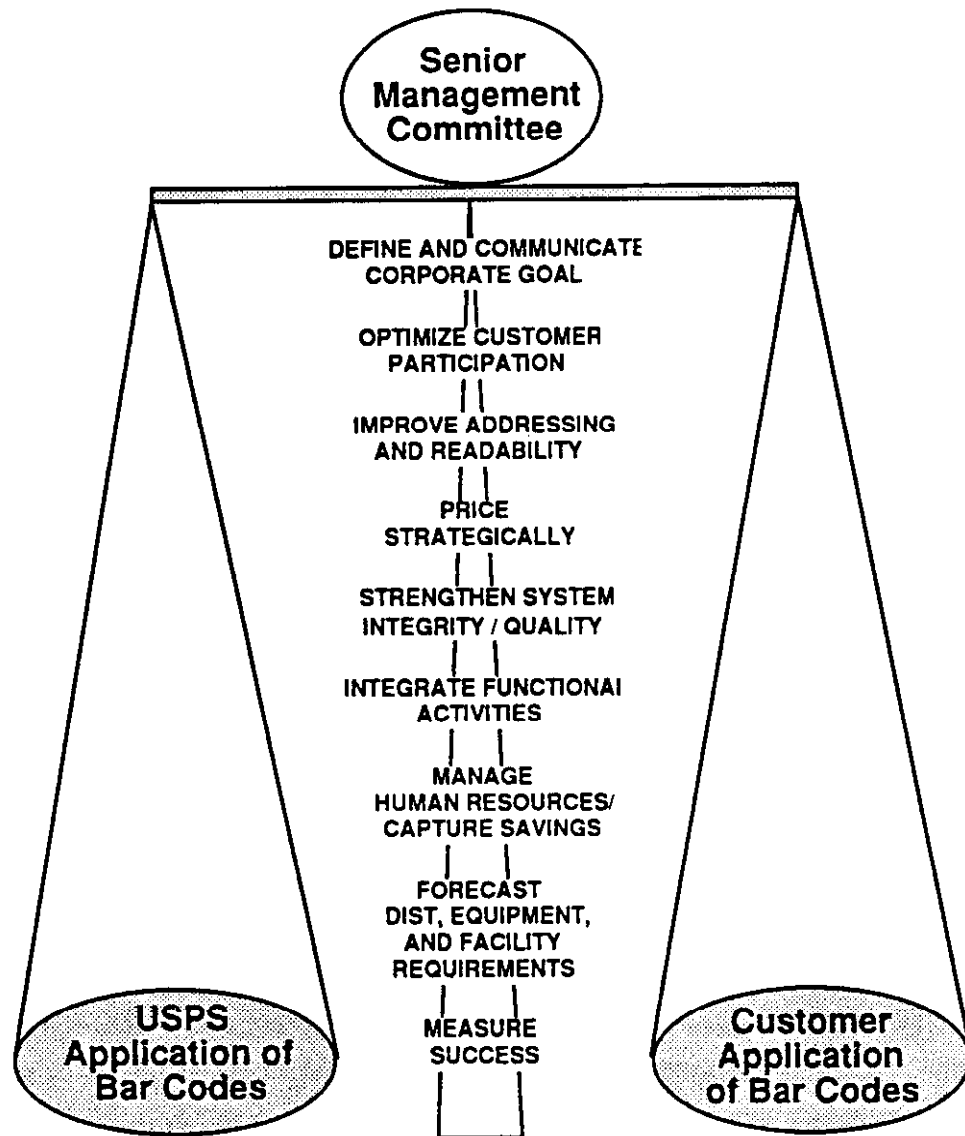 Senior
Management
Committee
DEFINE AND COMMUNICATE
CORPORATE GOAL
OPTIMIZE CUSTOMER
PARTICIPATION
IMPROVE ADDRESSING
AND READABILITY
PRICE
STRATEGICALLY
STRENGTHEN SYSTEM
INTEGRITY / QUALITY
INTEGRATE FUNCTIONAl
ACTIVITIES
MANAGE
HUMAN RESOURCES/
CAPTURE SAVINGS
FORECAST
DIST, EQUIPMENT,
AND FACILITY
REQUIREMENTS
MEASURE
SUCCESS
USPS
Application of
Bar Codes
Customer
Application
of Bar Codes